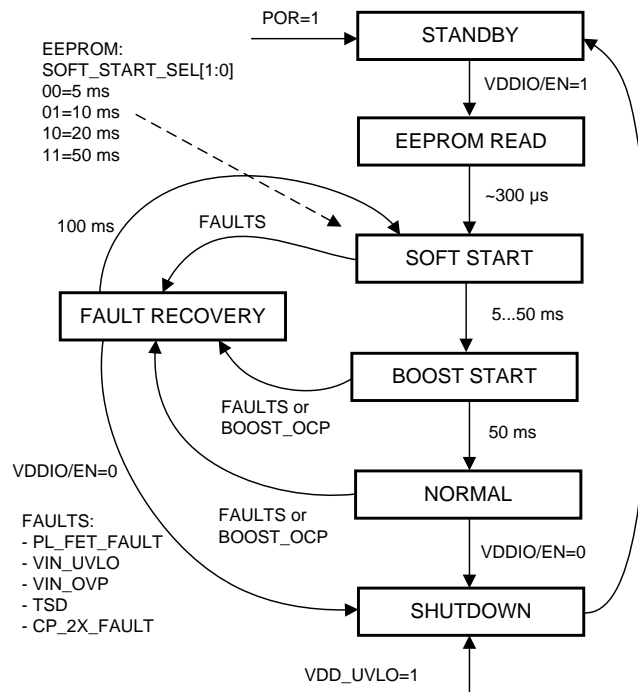 POR=1
STANDBY
EEPROM:
SOFT_START_SEL[1:0]
00=5 ms
01=10 ms
10=20 ms
11=50 ms
VDDIO/EN=1
EEPROM READ
~300 µs
100 ms
FAULTS
SOFT START
FAULT RECOVERY
5...50 ms
BOOST START
FAULTS or
BOOST_OCP
50 ms
VDDIO/EN=0
NORMAL
FAULTS or
BOOST_OCP
FAULTS:
- PL_FET_FAULT
- VIN_UVLO
- VIN_OVP
- TSD
- CP_2X_FAULT
VDDIO/EN=0
SHUTDOWN
VDD_UVLO=1